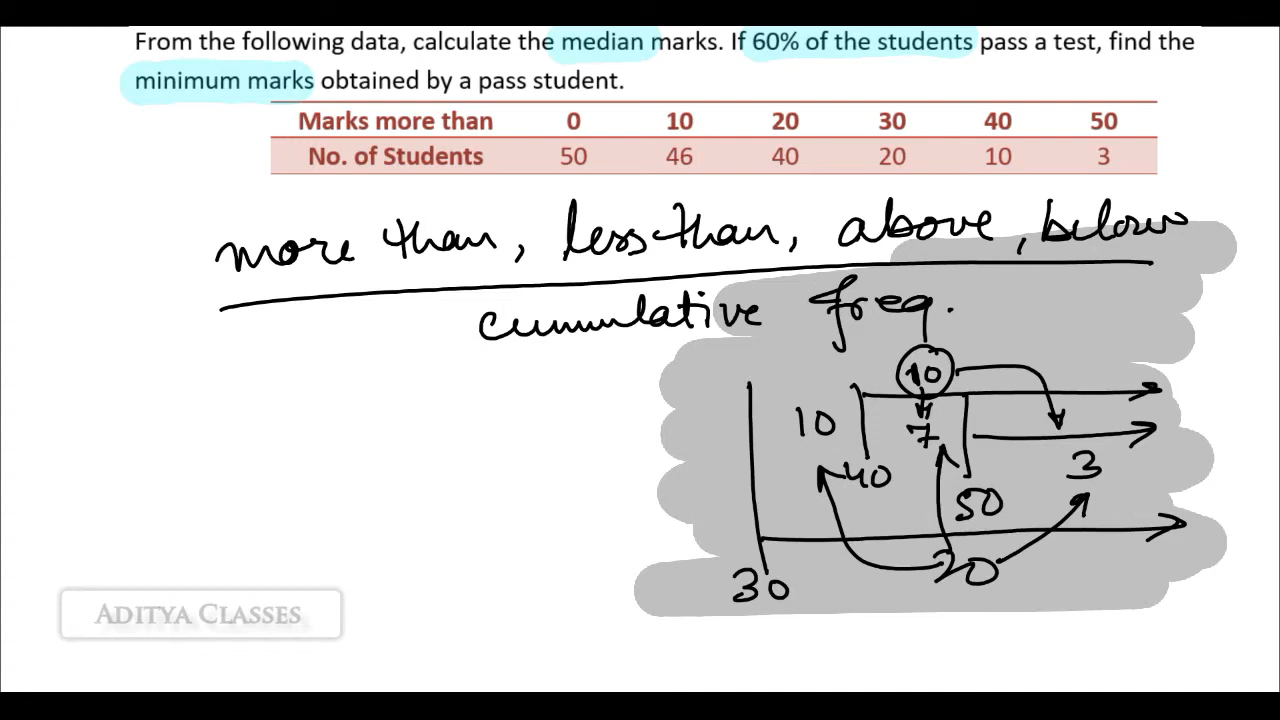 From the following data, calculate the median marks. If 60% of the students pass a test, find the
minimum marks obtained by a pass student.
Marks more than 0 10 20 30 40 50
No. of Students 50 46 40 20 10 3
more than, less than, above, below
cumulative freq.
10
10 7
40 3
50
30 20
ADITYA CLASSES